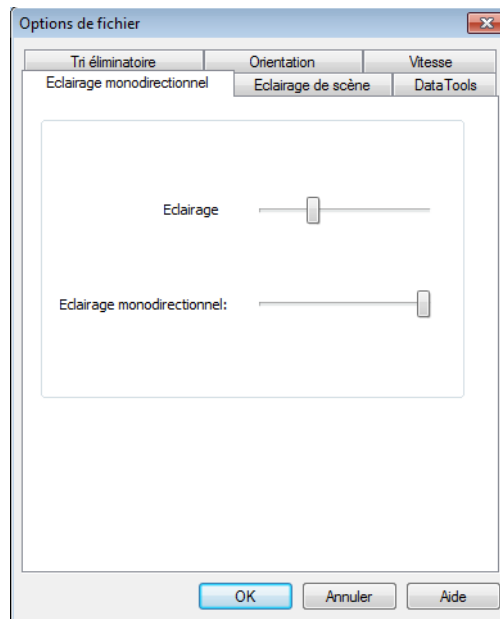 Options de fichier
Tri éliminatoire Orientation Vitesse
Eclairage monodirectionnel Eclairage de scène DataTools
Eclairage
Eclairage monodirectionnel:
OK Annuler Aide